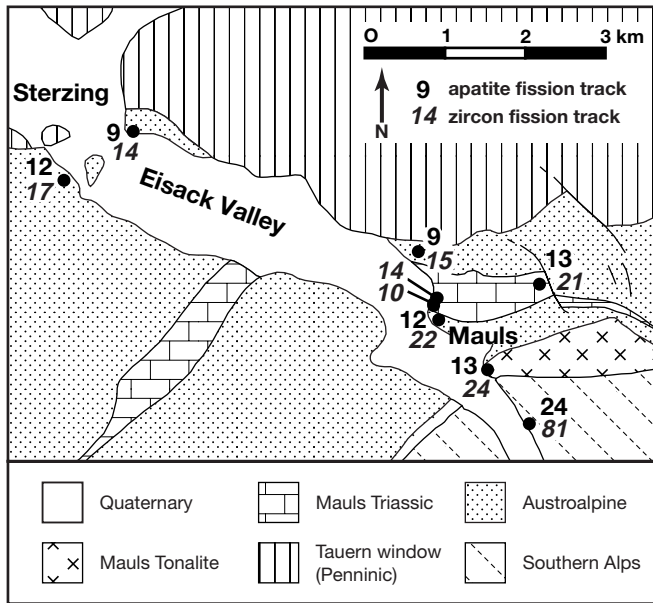 O 1 2 3 km
N
9 apatite fission track
14 zircon fission track
Sterzing
9
14
12
17
Eisack Valley
9
15
14
10
13
21
12
22
Mauls
13
24
24
81
Quaternary
Mauls Triassic
Austroalpine
Mauls Tonalite
Tauern window
(Penninic)
Southern Alps